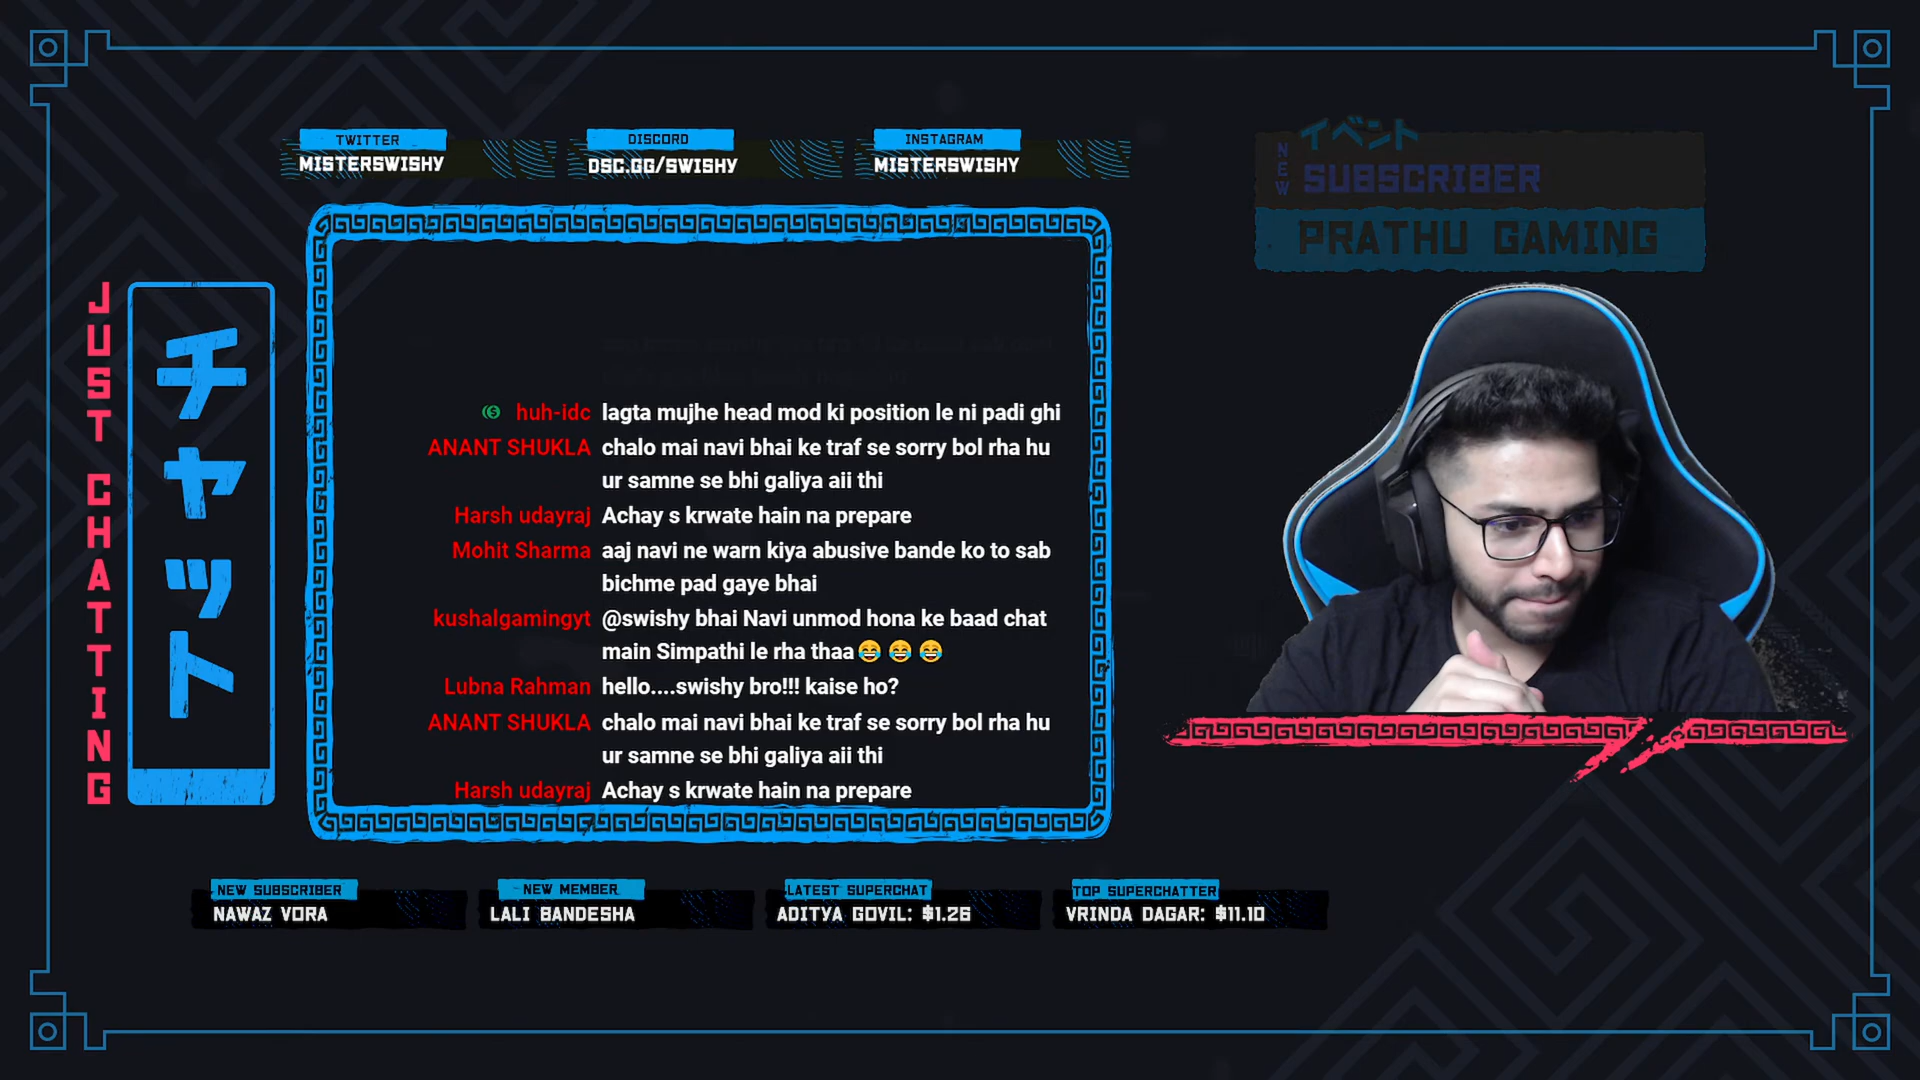 TWITTER
MISTERSWISHY
DISCORD
DSC.GG/SWISHY
INSTAGRAM
MISTERSWISHY
イベント
NEW
SUBSCRIBER
PRATHU GAMING
JUST CHATTING
チャット
huh-idc lagta mujhe head mod ki position le ni padi ghi
ANANT SHUKLA chalo mai navi bhai ke traf se sorry bol rha hu
ur samne se bhi galiya aii thi
Harsh udayraj Achay s krwate hain na prepare
Mohit Sharma aaj navi ne warn kiya abusive bande ko to sab
bichme pad gaye bhai
kushalgamingyt @swishy bhai Navi unmod hona ke baad chat
main Simpathi le rha thaa😂 😂 😂
Lubna Rahman hello....swishy bro!!! kaise ho?
ANANT SHUKLA chalo mai navi bhai ke traf se sorry bol rha hu
ur samne se bhi galiya aii thi
Harsh udayraj Achay s krwate hain na prepare
NEW SUBSCRIBER
NAWAZ VORA
NEW MEMBER
LALI BANDESHA
LATEST SUPERCHAT
ADITYA GOVIL: $1.26
TOP SUPERCHATTER
VRINDA DAGAR: $11.10